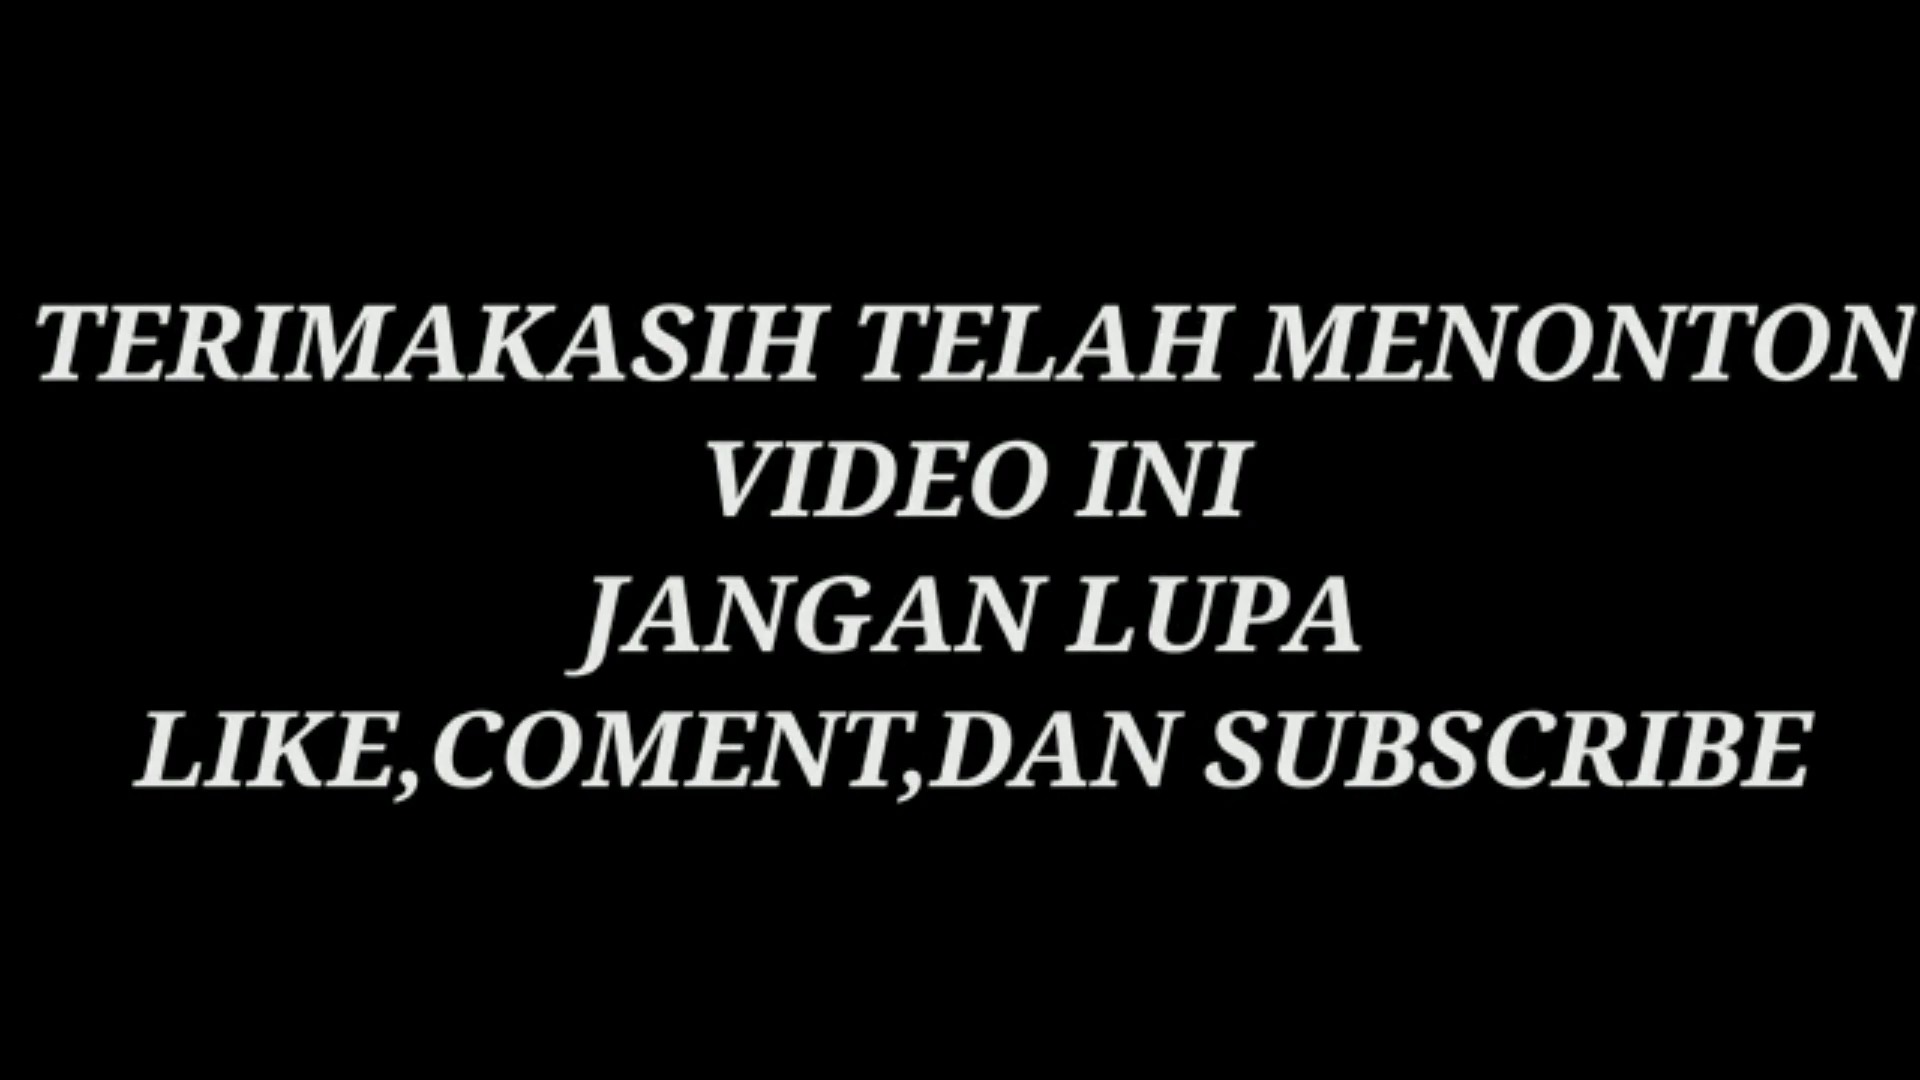 TERIMAKASIH TELAH MENONTON
VIDEO INI
JANGAN LUPA
LIKE,COMENT,DAN SUBSCRIBE